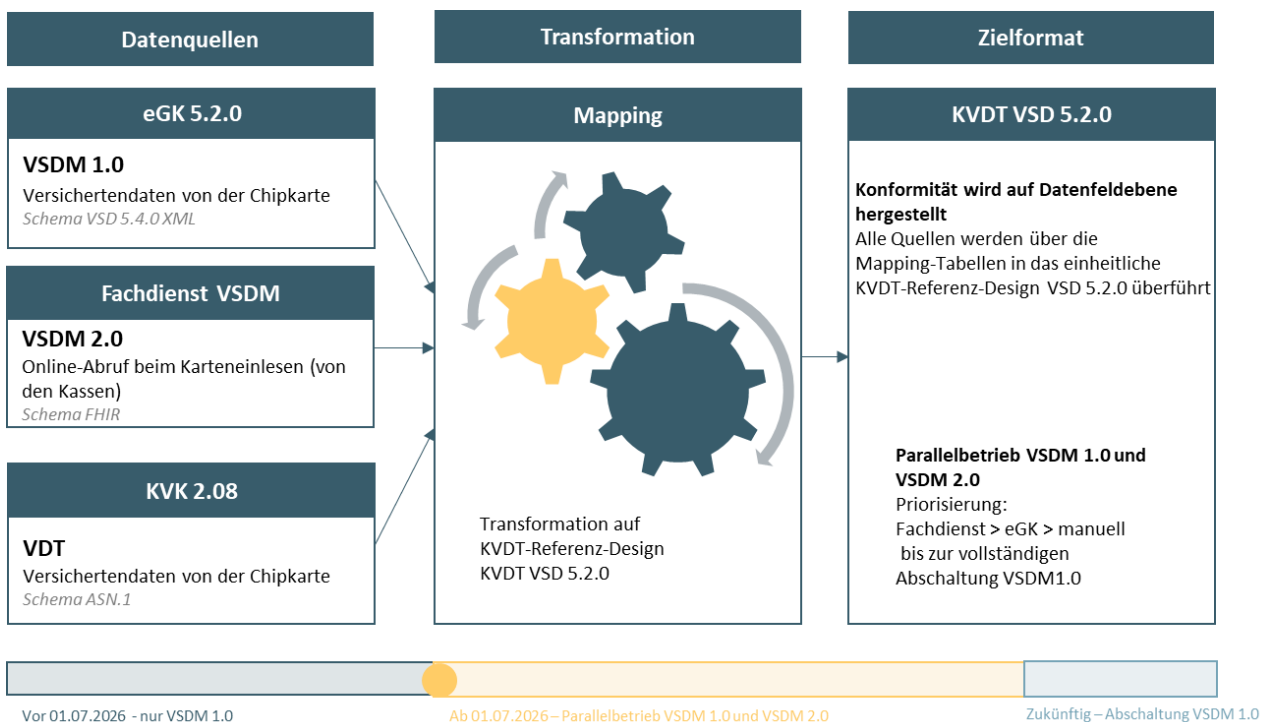 Datenquellen
Transformation
Zielformat
eGK 5.2.0
VSDM 1.0
Versichertendaten von der Chipkarte
Schema VSD 5.4.0 XML
Fachdienst VSDM
VSDM 2.0
Online-Abruf beim Karteneinlesen (von
den Kassen)
Schema FHIR
KVK 2.08
VDT
Versichertendaten von der Chipkarte
Schema ASN.1
Mapping
Transformation auf
KVDT-Referenz-Design
KVDT VSD 5.2.0
KVDT VSD 5.2.0
Konformität wird auf Datenfeldebene
hergestellt
Alle Quellen werden über die
Mapping-Tabellen in das einheitliche
KVDT-Referenz-Design VSD 5.2.0 überführt
Parallelbetrieb VSDM 1.0 und
VSDM 2.0
Priorisierung:
Fachdienst > eGK > manuell
bis zur vollständigen
Abschaltung VSDM1.0
Vor 01.07.2026 - nur VSDM 1.0
Ab 01.07.2026 – Parallelbetrieb VSDM 1.0 und VSDM 2.0
Zukünftig – Abschaltung VSDM 1.0